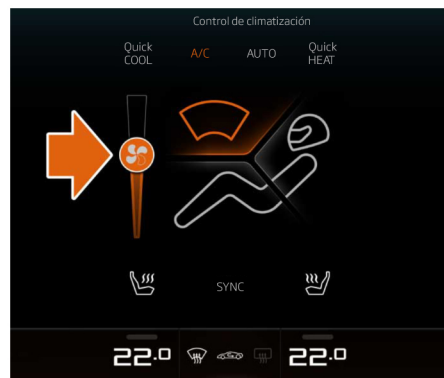 Control de climatización
Quick
COOL
A/C
AUTO
Quick
HEAT
SYNC
22.0
22.0